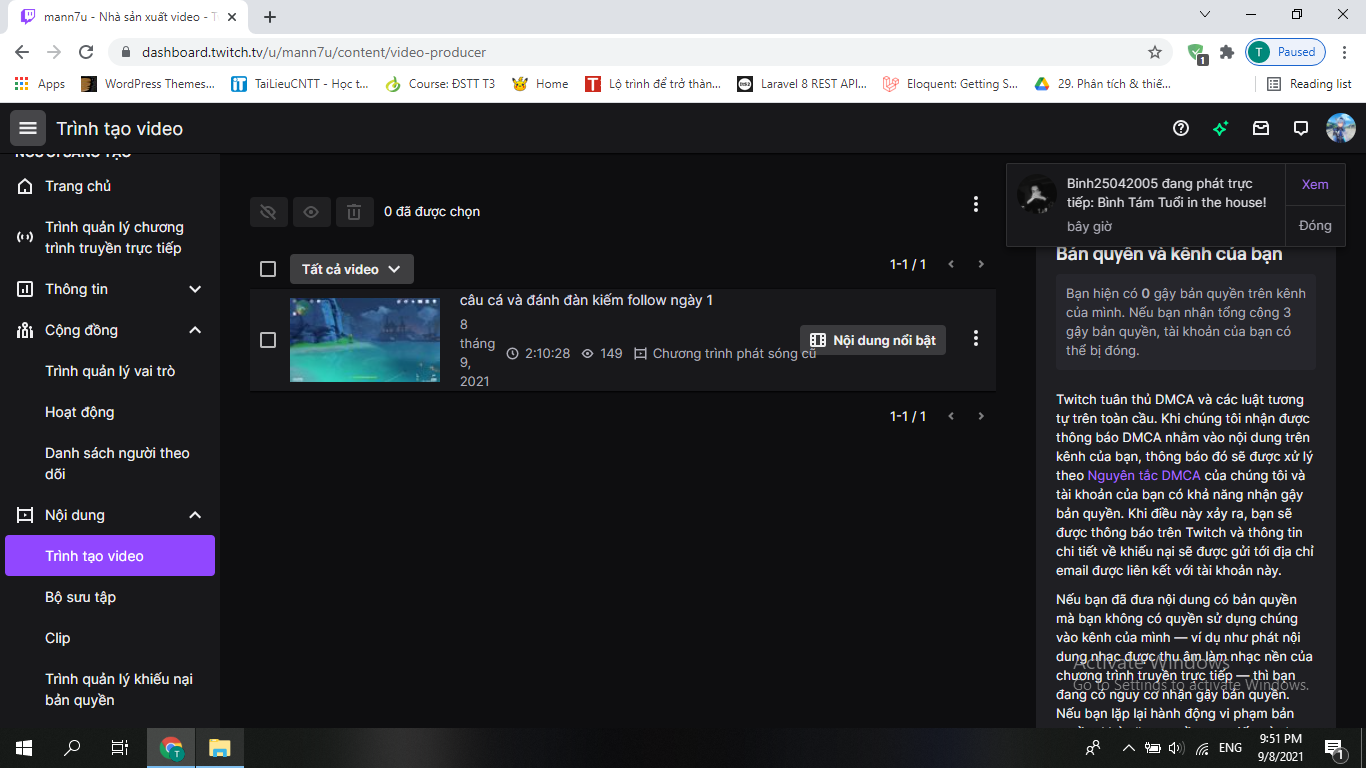 mann7u - Nhà sản xuất video - T
dashboard.twitch.tv/u/mann7u/content/video-producer
1
T Paused
Apps
WordPress Themes...
TaiLieuCNTT - Học t...
Course: ĐSTT T3
Home
Lộ trình để trở thàn...
Laravel 8 REST API...
Eloquent: Getting S...
29. Phân tích & thiế...
Reading list
Trình tạo video
NGƯỜI SÁNG TẠO
Trang chủ
Trình quản lý chương
trình truyền trực tiếp
Thông tin
Cộng đồng
Trình quản lý vai trò
Hoạt động
Danh sách người theo
dõi
Nội dung
Trình tạo video
Bộ sưu tập
Clip
Trình quản lý khiếu nại
bản quyền
0 đã được chọn
Tất cả video
1-1 / 1
câu cá và đánh đàn kiếm follow ngày 1
8
tháng
9,
2021
2:10:28
149
Chương trình phát sóng cũ
Nội dung nổi bật
1-1 / 1
Binh25042005 đang phát trực
tiếp: Bình Tám Tuổi in the house!
bây giờ
Xem
Đóng
Bản quyền và kênh của bạn
Bạn hiện có 0 gậy bản quyền trên kênh
của mình. Nếu bạn nhận tổng cộng 3
gậy bản quyền, tài khoản của bạn có
thể bị đóng.
Twitch tuân thủ DMCA và các luật tương
tự trên toàn cầu. Khi chúng tôi nhận được
thông báo DMCA nhằm vào nội dung trên
kênh của bạn, thông báo đó sẽ được xử lý
theo Nguyên tắc DMCA của chúng tôi và
tài khoản của bạn có khả năng nhận gậy
bản quyền. Khi điều này xảy ra, bạn sẽ
được thông báo trên Twitch và thông tin
chi tiết về khiếu nại sẽ được gửi tới địa chỉ
email được liên kết với tài khoản này.
Nếu bạn đã đưa nội dung có bản quyền
mà bạn không có quyền sử dụng chúng
vào kênh của mình — ví dụ như phát nội
dung nhạc được thu âm làm nhạc nền của
chương trình truyền trực tiếp — thì bạn
đang có nguy cơ nhận gậy bản quyền.
Nếu bạn lặp lại hành động vi phạm bản
Activate Windows
Go to Settings to activate Windows.
ENG
9:51 PM
9/8/2021
1